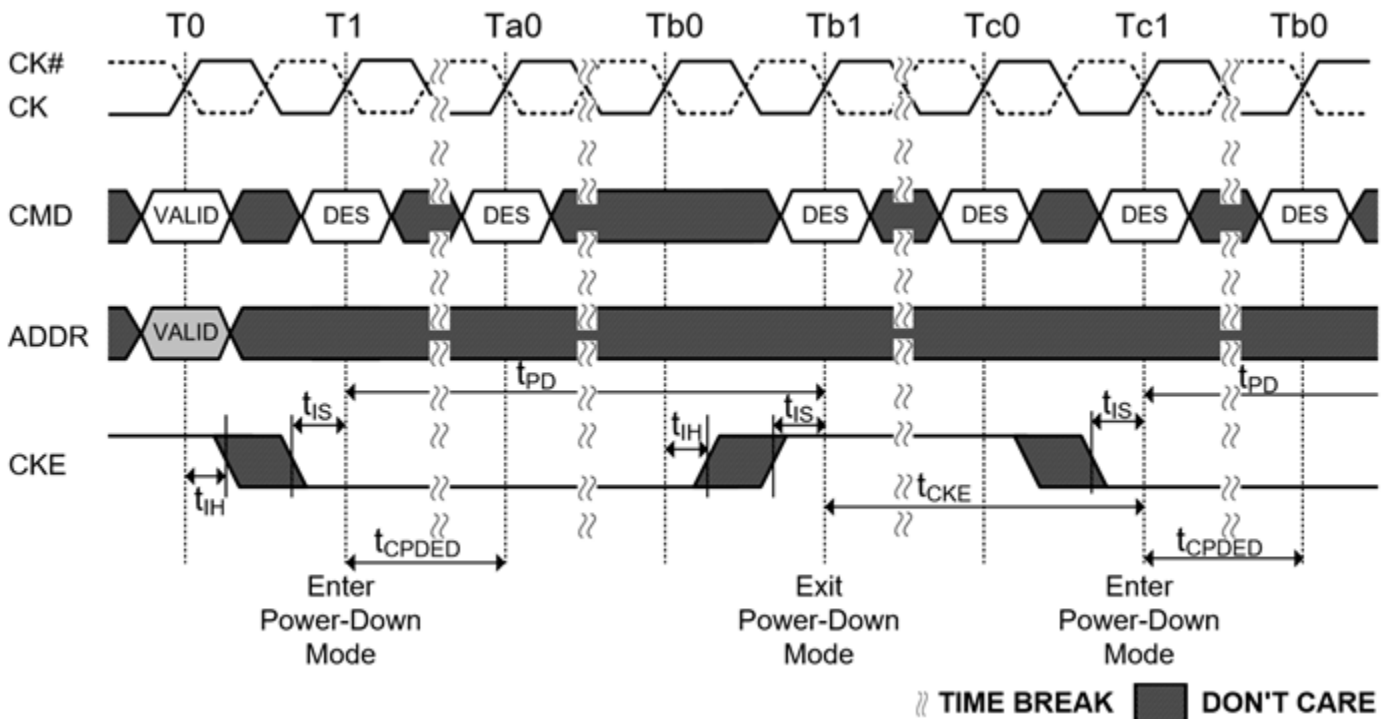 T0 T1 Ta0 Tb0 Tb1 Tc0 Tc1 Tb0
CK#
CK
CMD VALID DES DES DES DES DES DES
ADDR VALID
tPD tPD
tIS tIH tIS tIS
CKE
tIH tCKE
tCPDED tCPDED
Enter Power-Down Mode
Exit Power-Down Mode
Enter Power-Down Mode
TIME BREAK DON'T CARE